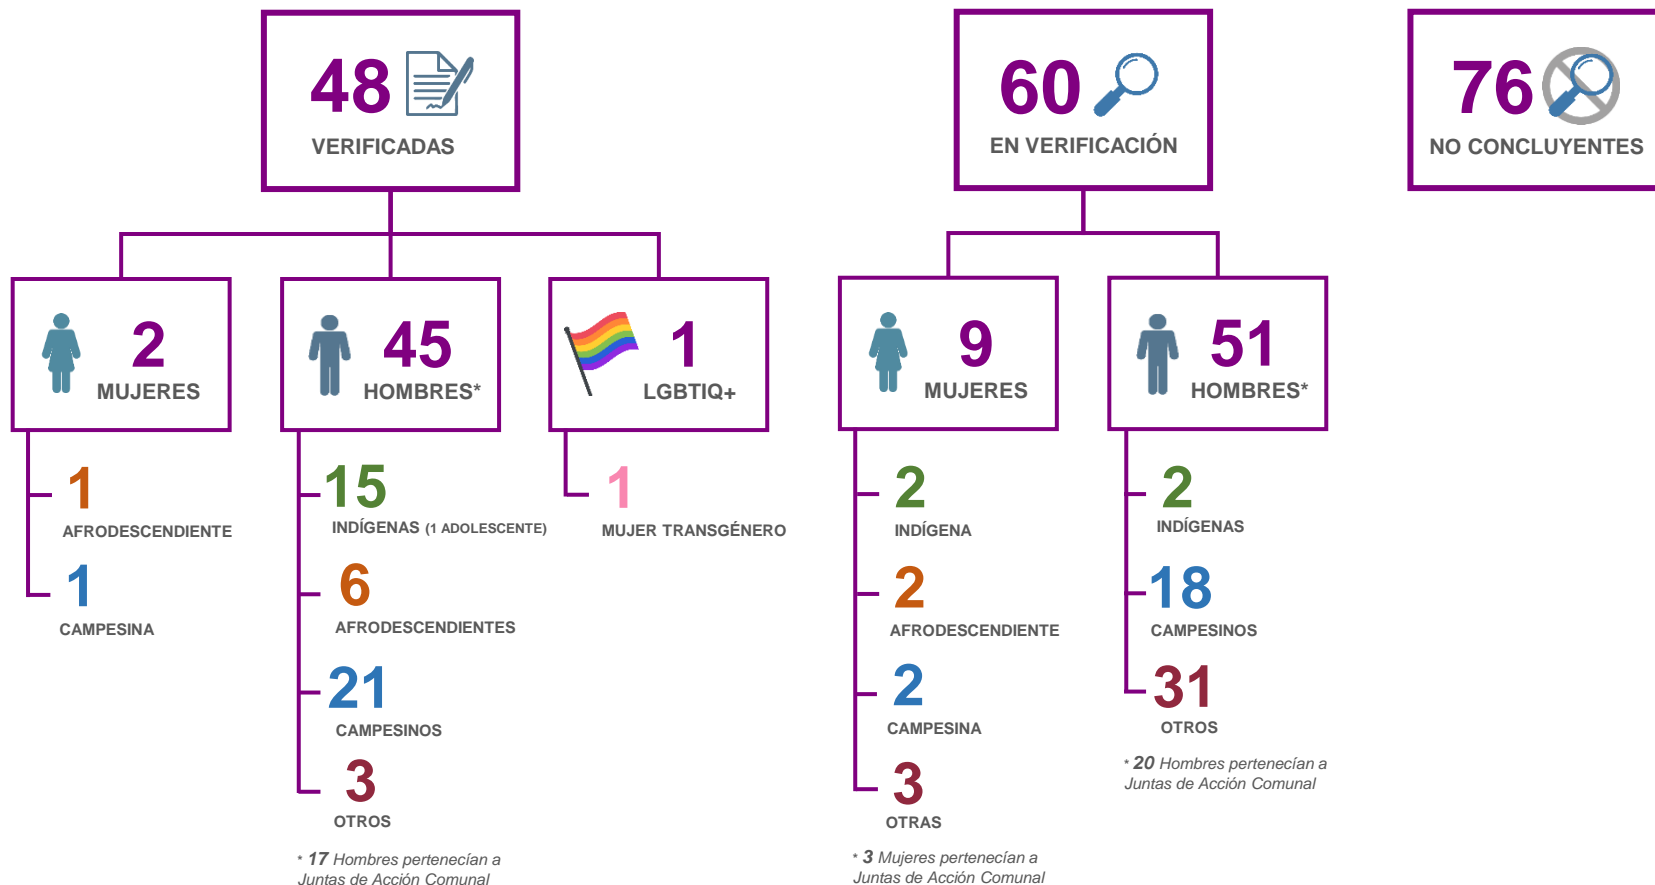 48
VERIFICADAS
60
EN VERIFICACIÓN
76
NO CONCLUYENTES
2
MUJERES
45
HOMBRES*
1
LGBTIQ+
9
MUJERES
51
HOMBRES*
1
AFRODESCENDIENTE
1
CAMPESINA
15
INDÍGENAS (1 ADOLESCENTE)
6
AFRODESCENDIENTES
21
CAMPESINOS
3
OTROS
* 17 Hombres pertenecían a
Juntas de Acción Comunal
1
MUJER TRANSGÉNERO
2
INDÍGENA
2
AFRODESCENDIENTE
2
CAMPESINA
3
OTRAS
* 3 Mujeres pertenecían a
Juntas de Acción Comunal
2
INDÍGENAS
18
CAMPESINOS
31
OTROS
* 20 Hombres pertenecían a
Juntas de Acción Comunal